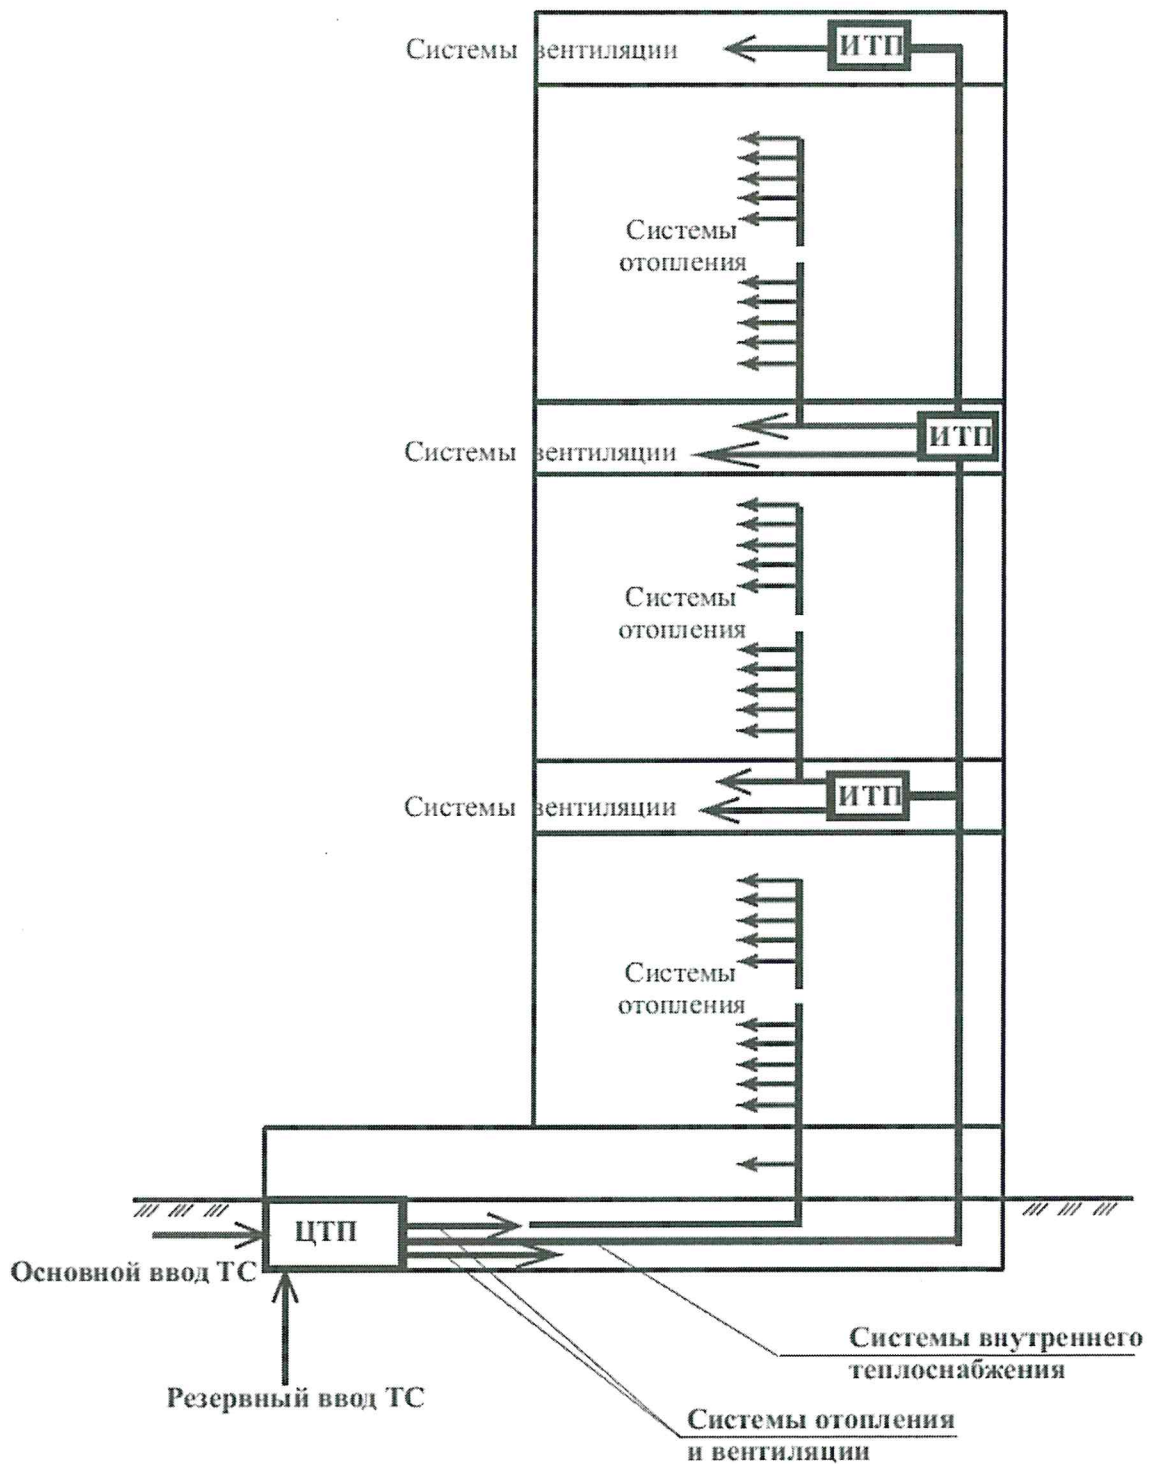 Системы вентиляции
ИТП
Системы
отопления
ИТП
Системы вентиляции
Системы
отопления
ИТП
Системы вентиляции
Системы
отопления
ЦТП
Основной ввод ТС
Резервный ввод ТС
Системы внутреннего
теплоснабжения
Системы отопления
и вентиляции